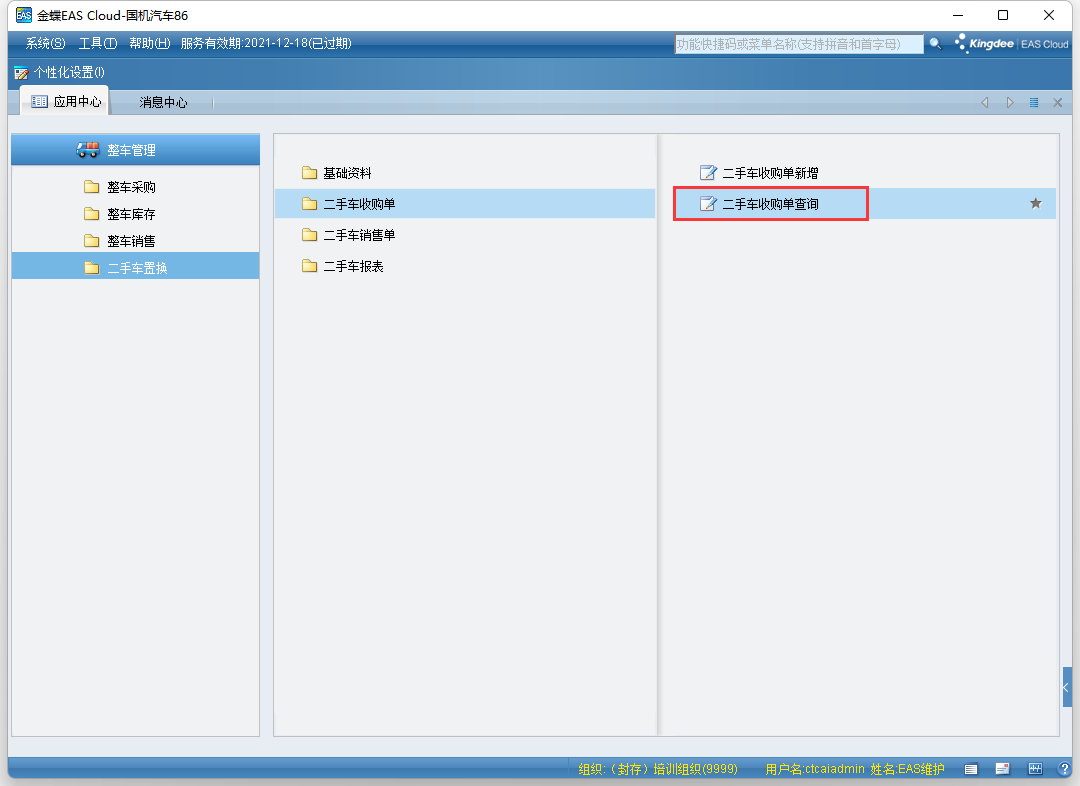 金蝶EAS Cloud-国机汽车86
系统(S) 工具(T) 帮助(H) 服务有效期:2021-12-18(已过期)
功能快捷码或菜单名称(支持拼音和首字母)
Kingdee | EAS Cloud
个性化设置(I)
应用中心
消息中心
整车管理
整车采购
整车库存
整车销售
二手车置换
基础资料
二手车收购单
二手车销售单
二手车报表
二手车收购单新增
二手车收购单查询
组织:（封存）培训组织(9999) 用户名:ctcaiadmin 姓名:EAS维护